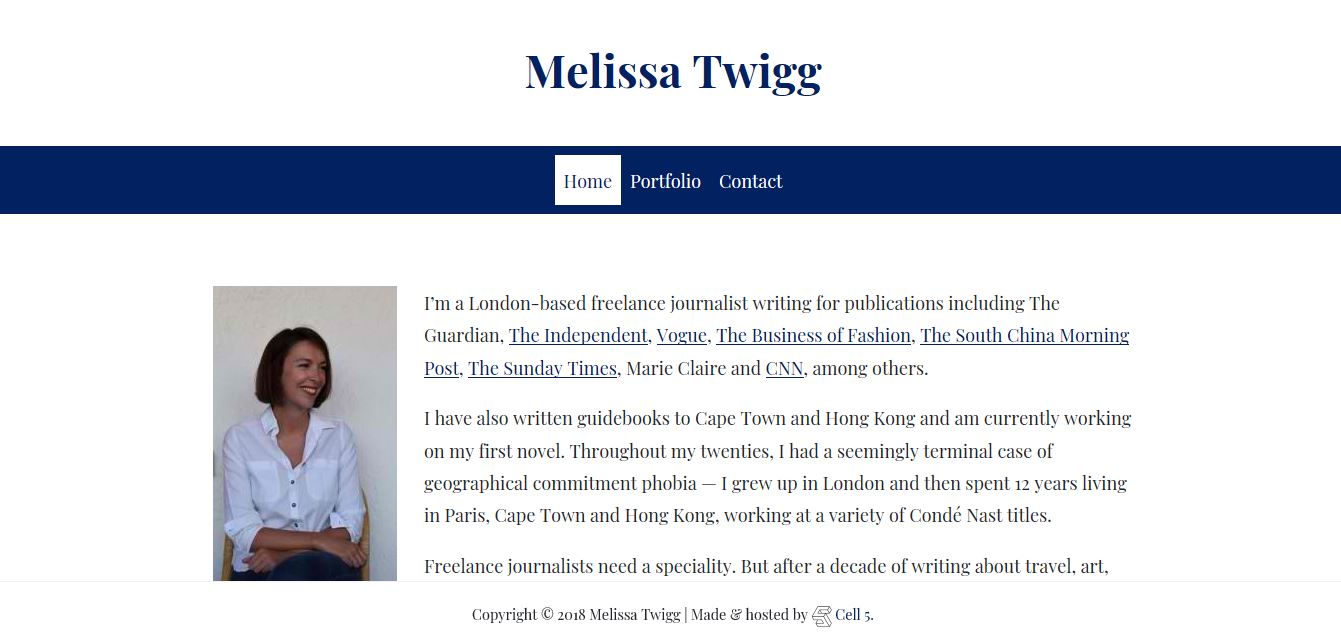 Melissa Twigg
Home Portfolio Contact
I’m a London-based freelance journalist writing for publications including The
Guardian, The Independent, Vogue, The Business of Fashion, The South China Morning
Post, The Sunday Times, Marie Claire and CNN, among others.
I have also written guidebooks to Cape Town and Hong Kong and am currently working
on my first novel. Throughout my twenties, I had a seemingly terminal case of
geographical commitment phobia — I grew up in London and then spent 12 years living
in Paris, Cape Town and Hong Kong, working at a variety of Condé Nast titles.
Freelance journalists need a speciality. But after a decade of writing about travel, art,
Copyright © 2018 Melissa Twigg | Made & hosted by Cell 5.